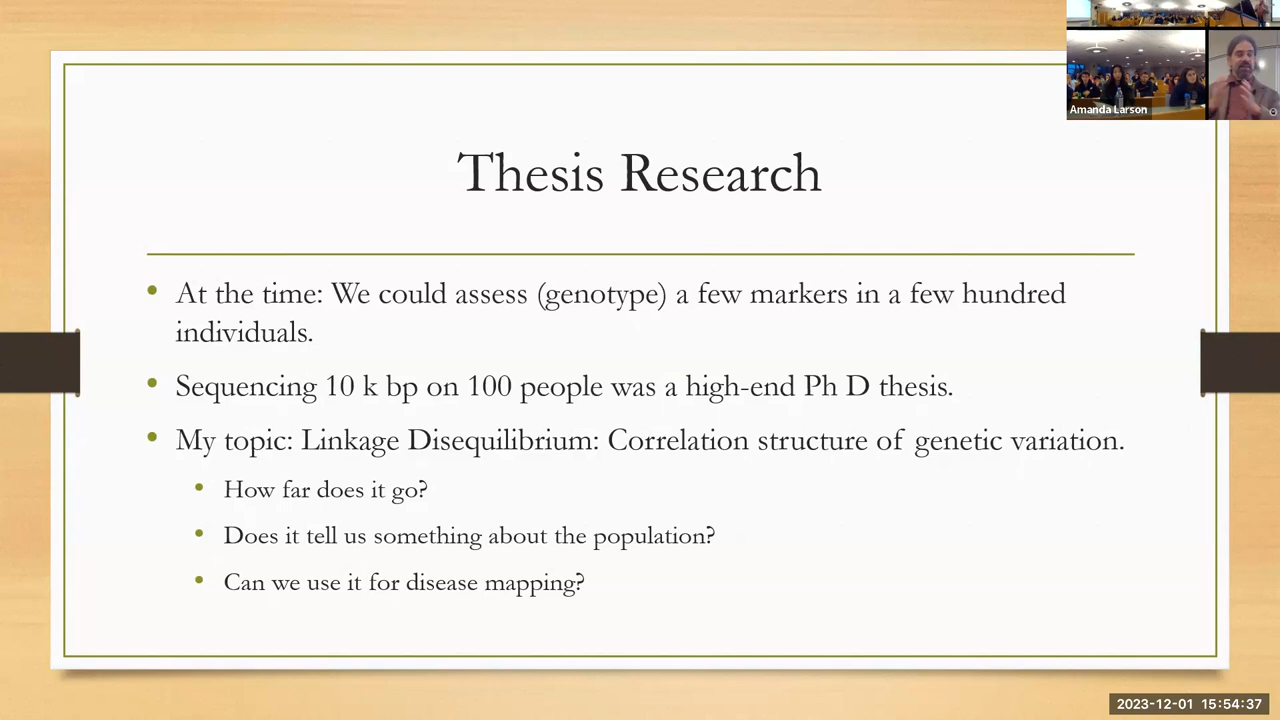 Amanda Larson
Thesis Research
At the time: We could assess (genotype) a few markers in a few hundred
individuals.
Sequencing 10 k bp on 100 people was a high-end Ph D thesis.
My topic: Linkage Disequilibrium: Correlation structure of genetic variation.
How far does it go?
Does it tell us something about the population?
Can we use it for disease mapping?
2023-12-01 15:54:37